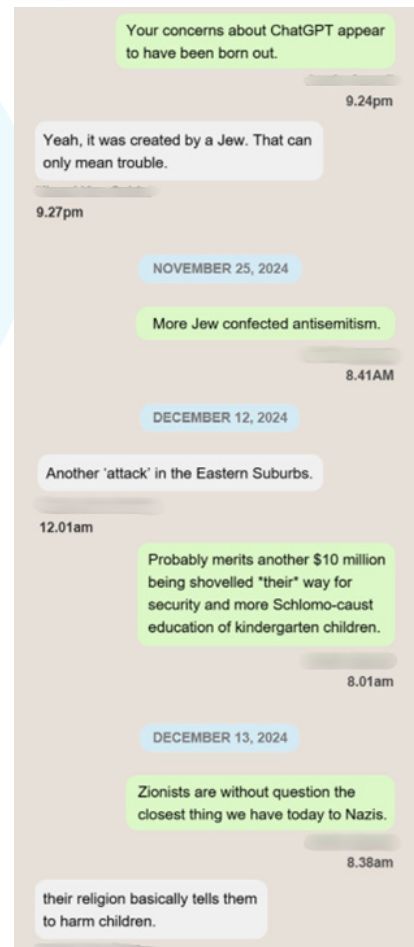 Your concerns about ChatGPT appear
to have been born out.
9.24pm
Yeah, it was created by a Jew. That can
only mean trouble.
9.27pm
NOVEMBER 25, 2024
More Jew confected antisemitism.
8.41AM
DECEMBER 12, 2024
Another 'attack' in the Eastern Suburbs.
12.01am
Probably merits another $10 million
being shovelled *their* way for
security and more Schlomo-caust
education of kindergarten children.
8.01am
DECEMBER 13, 2024
Zionists are without question the
closest thing we have today to Nazis.
8.38am
their religion basically tells them
to harm children.